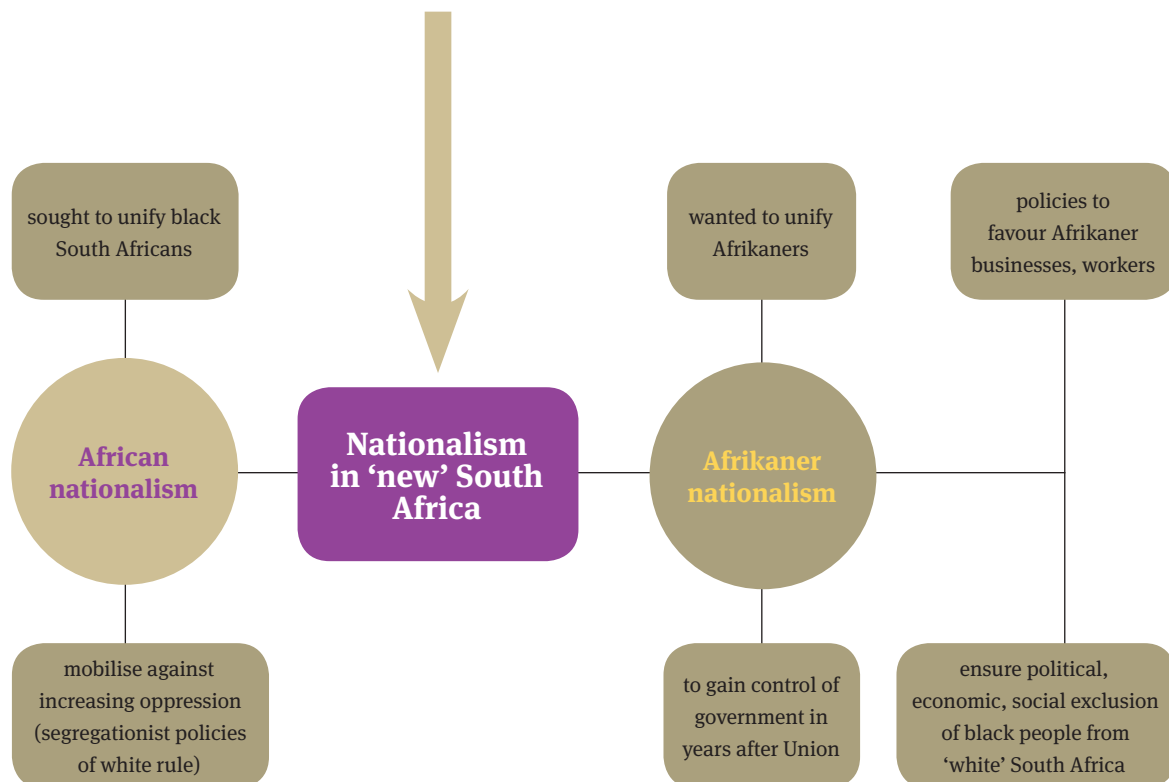 sought to unify black
South Africans
wanted to unify
Afrikaners
policies to
favour Afrikaner
businesses, workers
African
nationalism
Nationalism
in ‘new’ South
Africa
Afrikaner
nationalism
mobilise against
increasing oppression
(segregationist policies
of white rule)
to gain control of
government in
years after Union
ensure political,
economic, social exclusion
of black people from
‘white’ South Africa